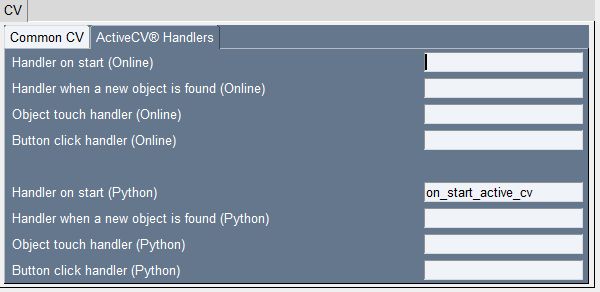 CV
Common CV ActiveCV® Handlers
Handler on start (Online)
Handler when a new object is found (Online)
Object touch handler (Online)
Button click handler (Online)
Handler on start (Python) on_start_active_cv
Handler when a new object is found (Python)
Object touch handler (Python)
Button click handler (Python)